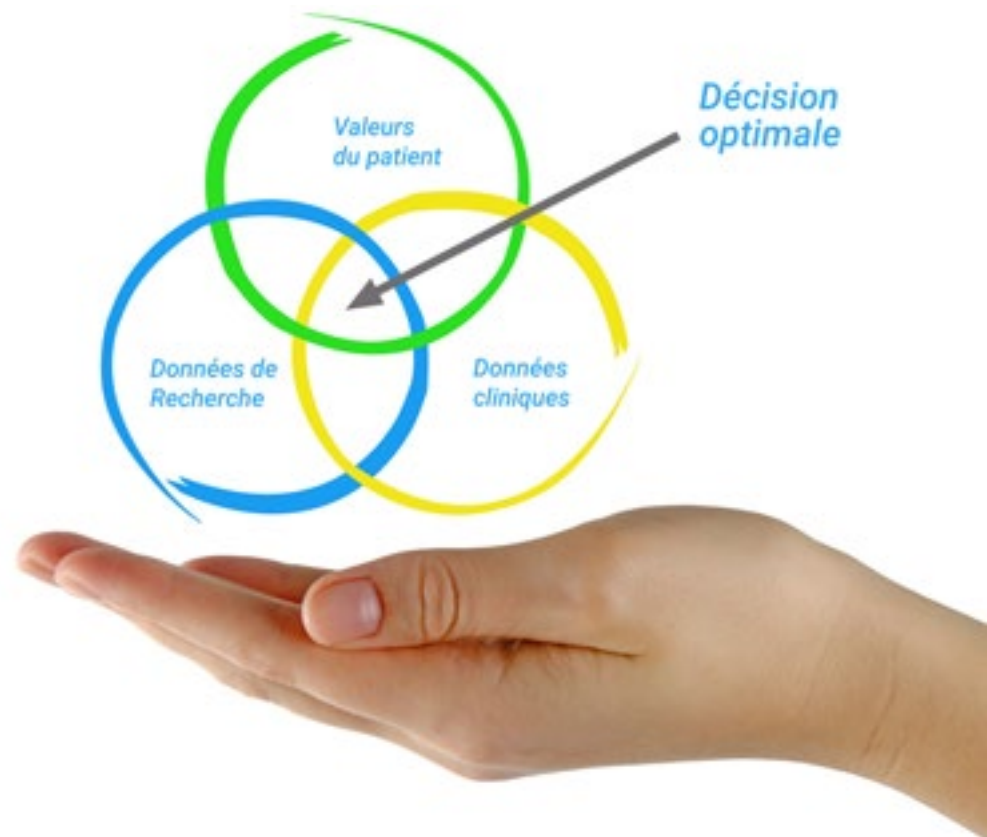 Décision
optimale
Valeurs
du patient
Données de
Recherche
Données
cliniques